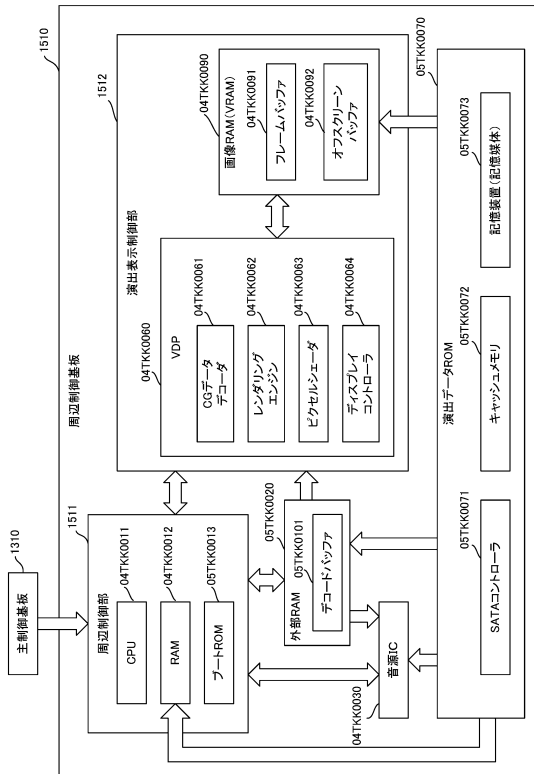 主制御基板
1310
周辺制御基板
1510
周辺制御部
1511
CPU
04TKK0011
RAM
04TKK0012
ブートROM
05TKK0013
演出表示制御部
1512
VDP
04TKK0060
CGデータ
デコーダ
04TKK0061
レンダリング
エンジン
04TKK0062
ピクセルシェーダ
04TKK0063
ディスプレイ
コントローラ
04TKK0064
画像RAM(VRAM)
04TKK0090
フレームバッファ
04TKK0091
オフスクリーン
バッファ
04TKK0092
外部RAM
05TKK0020
デコードバッファ
05TKK0101
音源IC
04TKK0030
演出データROM
05TKK0070
SATAコントローラ
05TKK0071
キャッシュメモリ
05TKK0072
記憶装置(記憶媒体)
05TKK0073